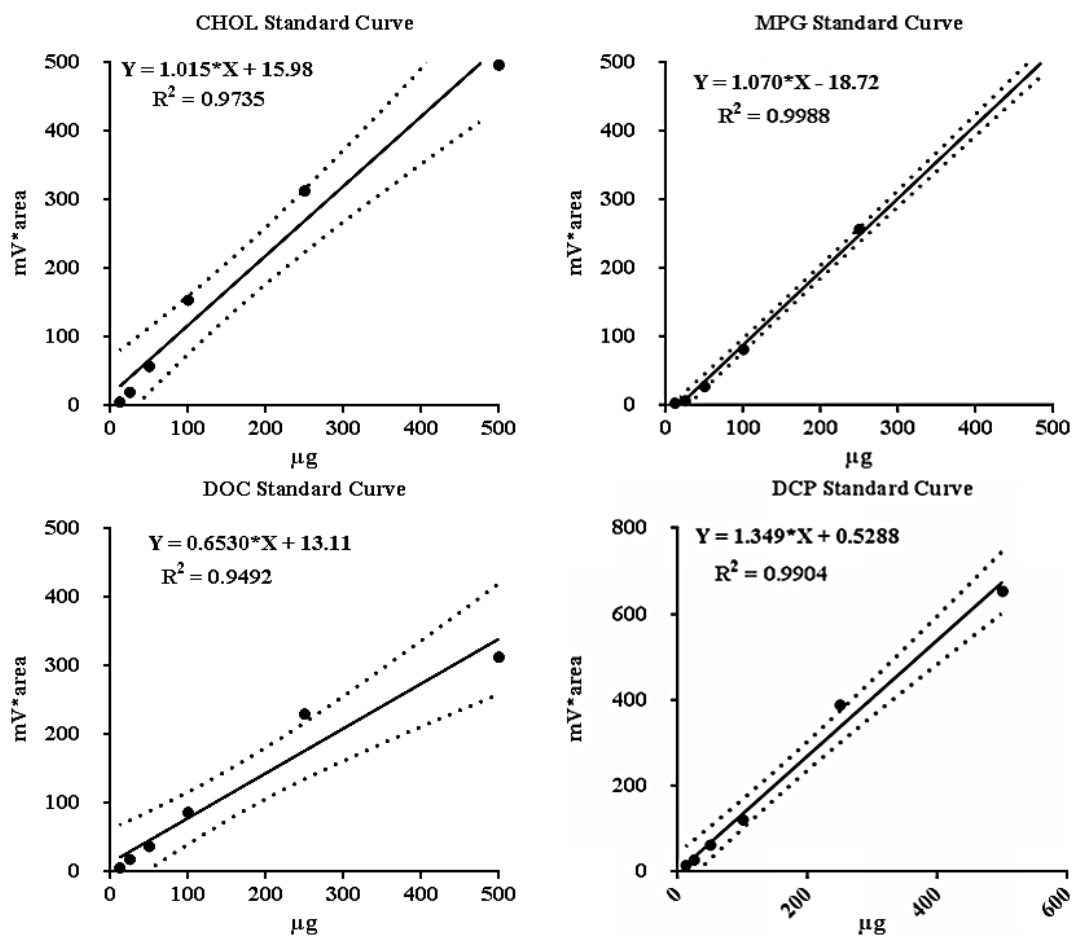 CHOL Standard Curve
Y = 1.015*X + 15.98
R² = 0.9735
mV*area
500
400
300
200
100
0
0 100 200 300 400 500
µg
MPG Standard Curve
Y = 1.070*X - 18.72
R² = 0.9988
mV*area
500
400
300
200
100
0
0 100 200 300 400 500
µg
DOC Standard Curve
Y = 0.6530*X + 13.11
R² = 0.9492
mV*area
500
400
300
200
100
0
0 100 200 300 400 500
µg
DCP Standard Curve
Y = 1.349*X + 0.5288
R² = 0.9904
mV*area
800
600
400
200
0
0 200 400 600
µg